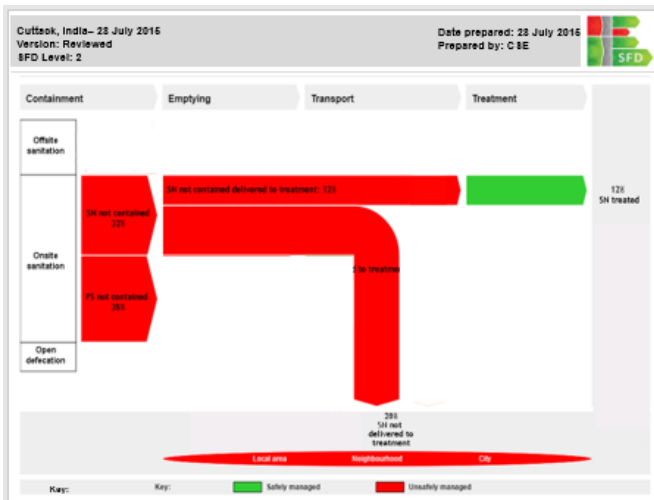 Cuttack, India– 28 July 2015
Version: Reviewed
SFD Level: 2
Date prepared: 28 July 2015
Prepared by: CSE
SFD
Containment
Emptying
Transport
Treatment
Offsite
sanitation
Onsite
sanitation
Open
defecation
SN not contained
32%
FS not contained
35%
SN not contained delivered to treatment: 12%
to treatment
12%
SN treated
20%
SN not
delivered to
treatment
Local area
Neighbourhood
City
Key:
Key:
Safely managed
Unsafely managed